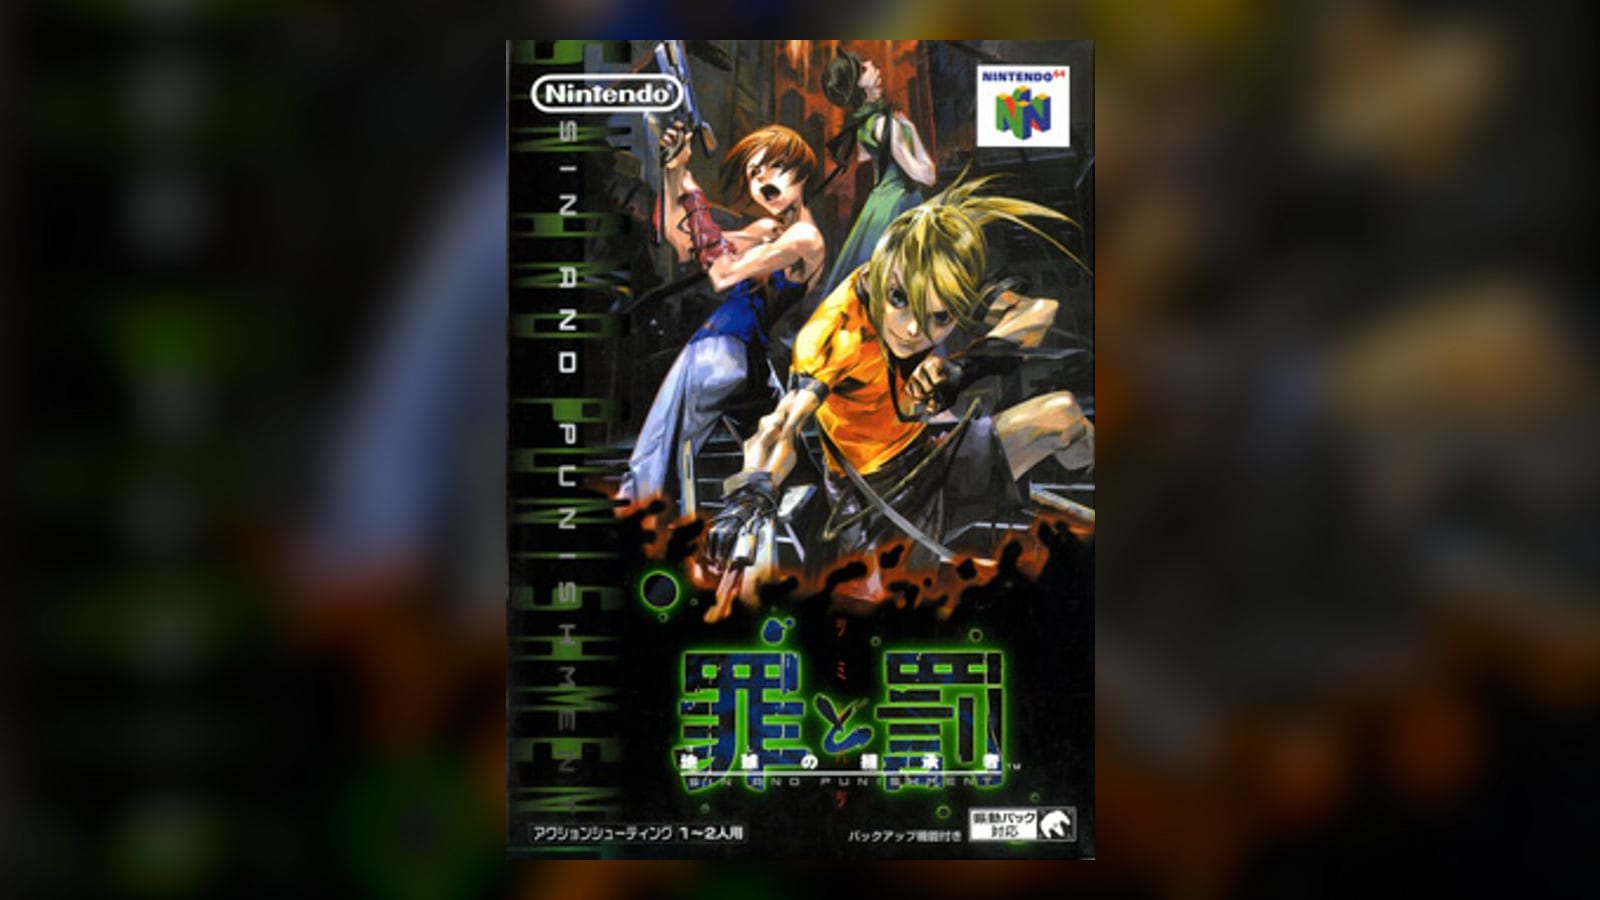 Nintendo
NINTENDO64
SIN AND PUNISHMENT
ツミ
罪と罰
地球の継承者
SIN AND PUNISHMENT
アクションシューティング 1〜2人用
バックアップ機能付き
振動パック
対応